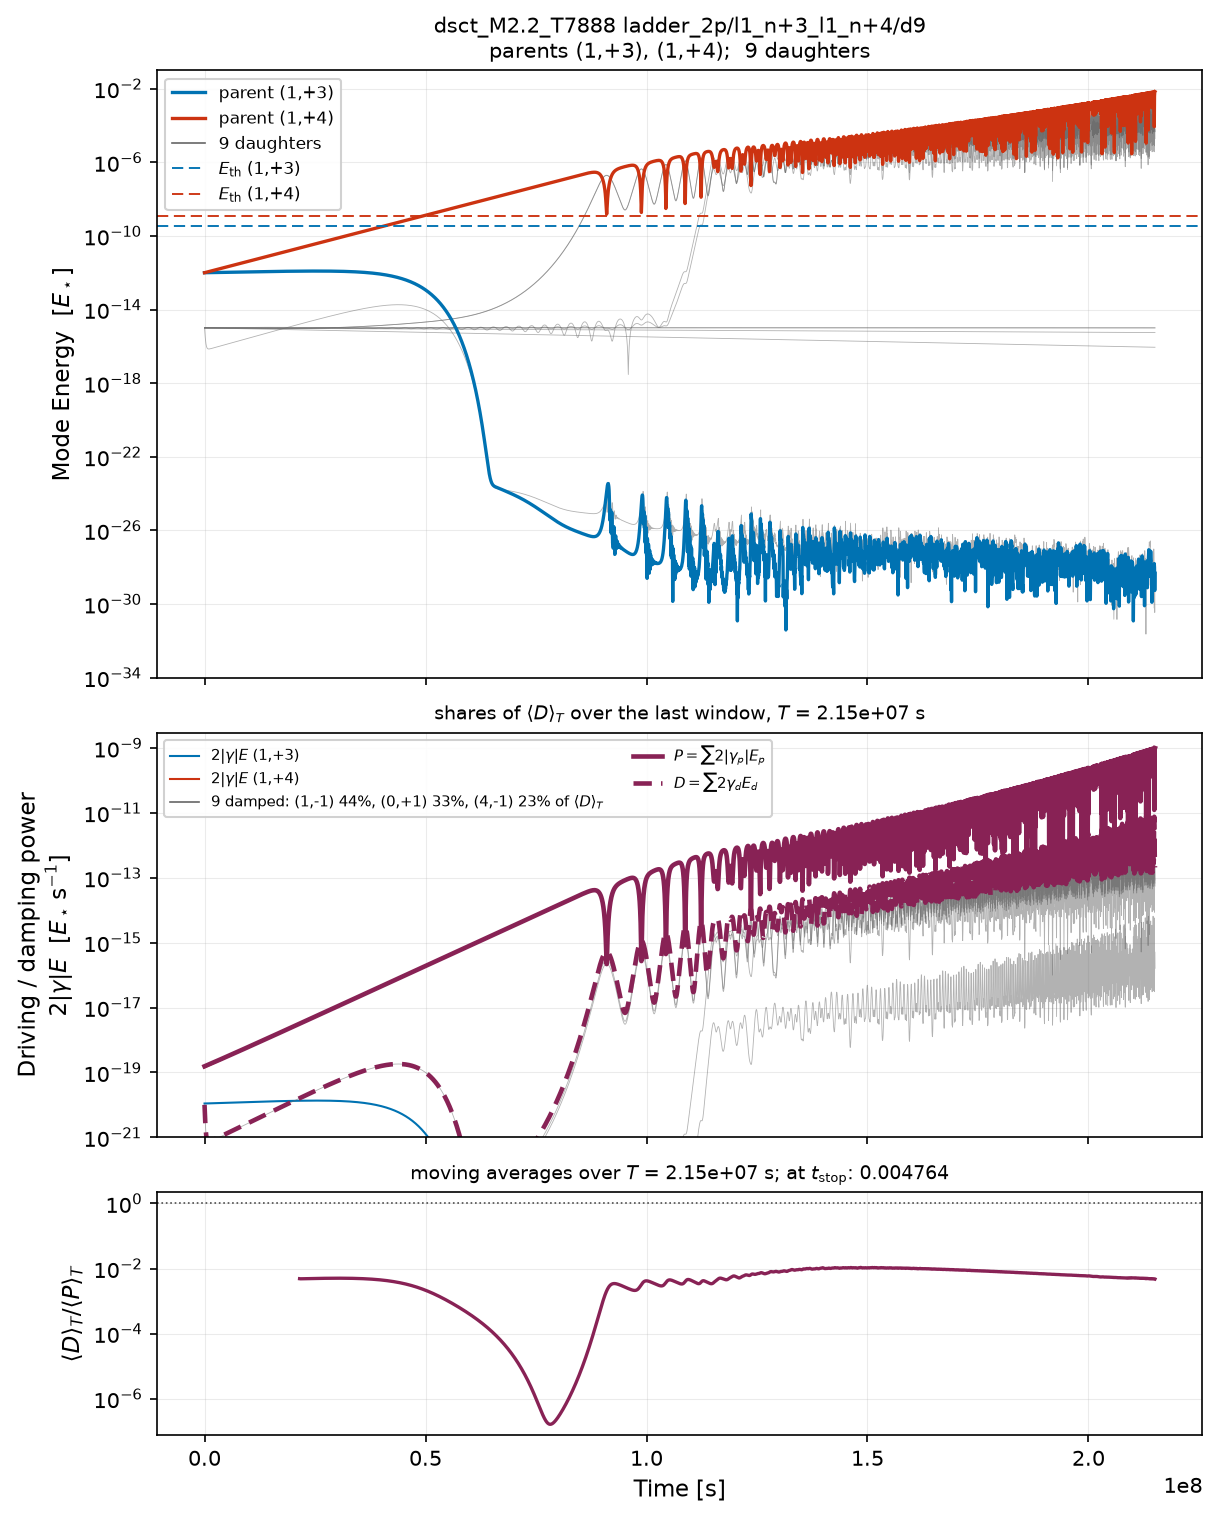 dsct_M2.2_T7888 ladder_2p/l1_n+3_l1_n+4/d9
parents (1,+3), (1,+4);  9 daughters
parent (1,+3)
parent (1,+4)
9 daughters
E_th (1,+3)
E_th (1,+4)
10^−2
10^−6
10^−10
10^−14
10^−18
10^−22
10^−26
10^−30
10^−34
Mode Energy [E⋆]
shares of ⟨D⟩_T over the last window, T = 2.15e+07 s
2|γ|E (1,+3)
2|γ|E (1,+4)
9 damped: (1,-1) 44%, (0,+1) 33%, (4,-1) 23% of ⟨D⟩_T
P = ∑2|γ_p|E_p
D = ∑2γ_dE_d
10^−9
10^−11
10^−13
10^−15
10^−17
10^−19
10^−21
Driving / damping power
2|γ|E [E⋆ s^−1]
moving averages over T = 2.15e+07 s; at t_stop: 0.004764
10^0
10^−2
10^−4
10^−6
⟨D⟩_T/⟨P⟩_T
0.0
0.5
1.0
1.5
2.0
1e8
Time [s]